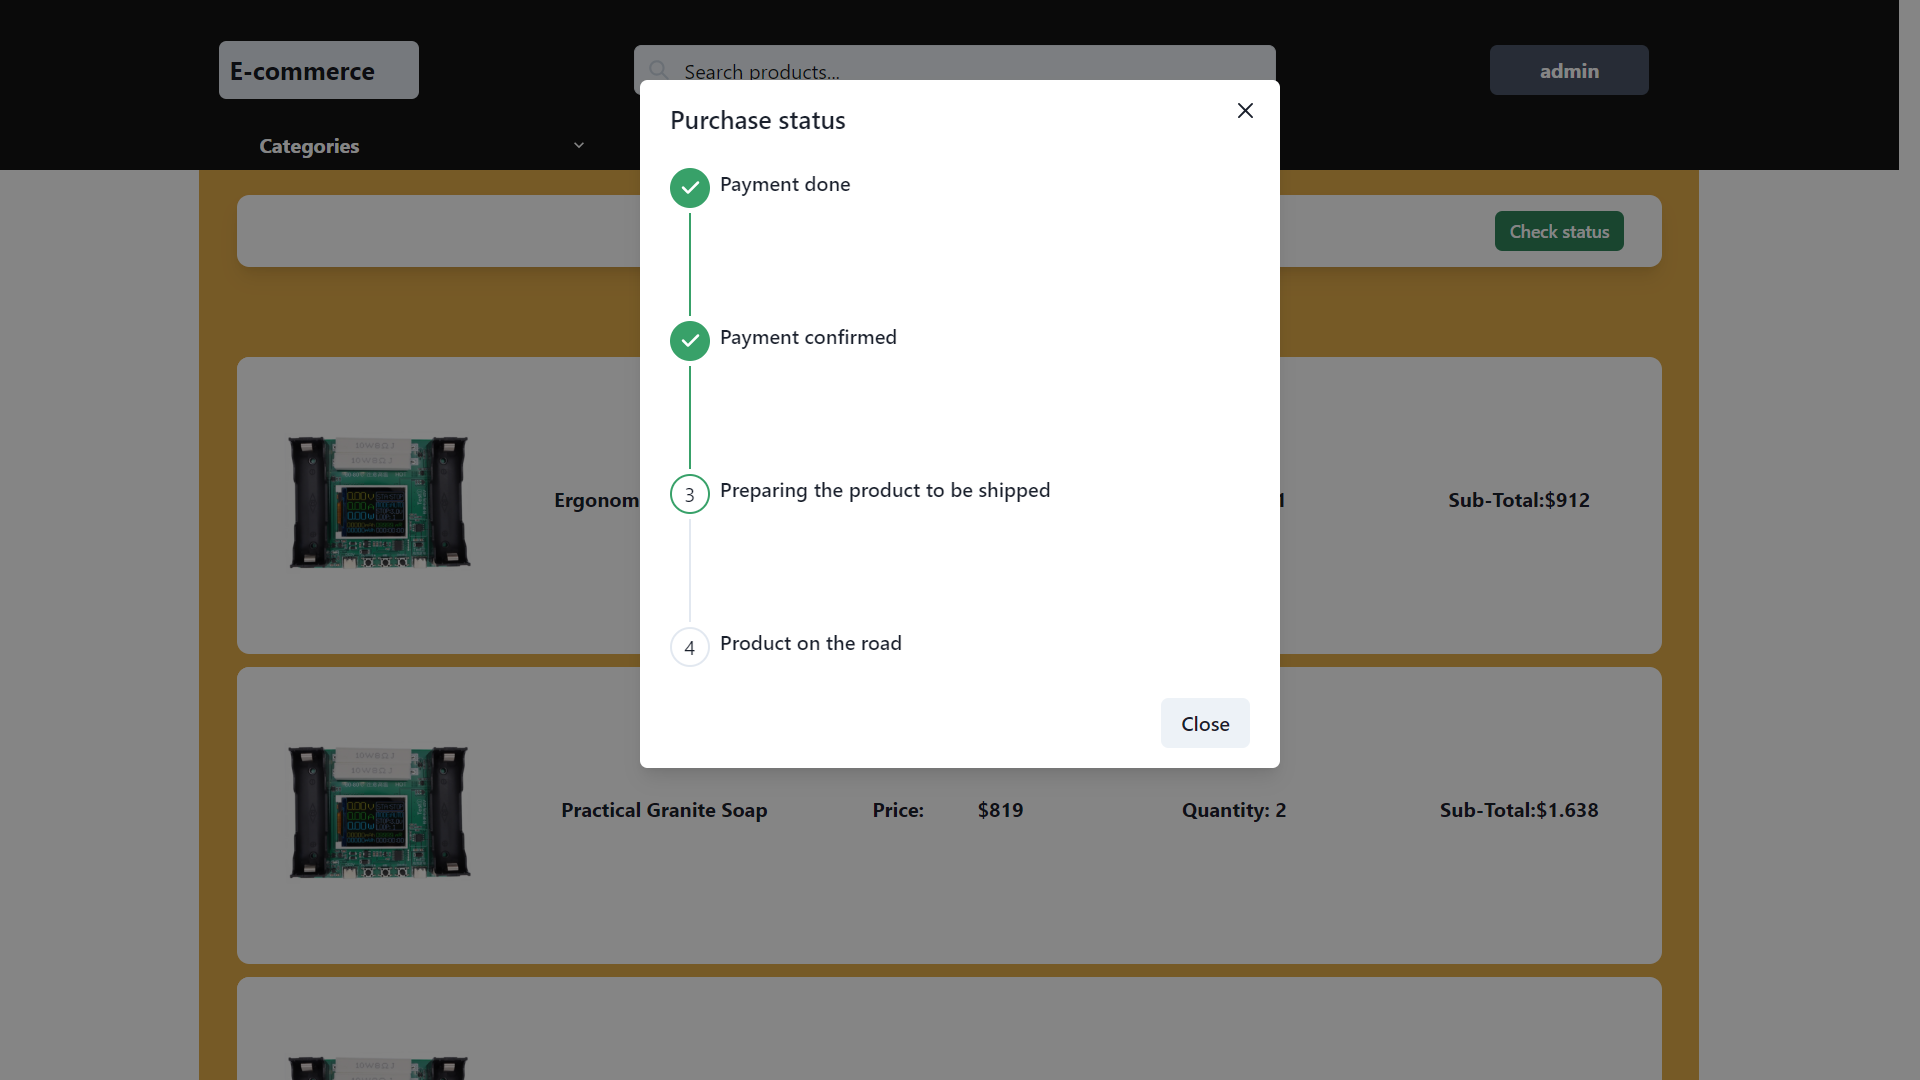 E-commerce
Search products...
admin
Categories
Purchase status
Payment done
Check status
Payment confirmed
3
Preparing the product to be shipped
Sub-Total:$912
4
Product on the road
Close
Practical Granite Soap
Price:
$819
Quantity: 2
Sub-Total:$1.638